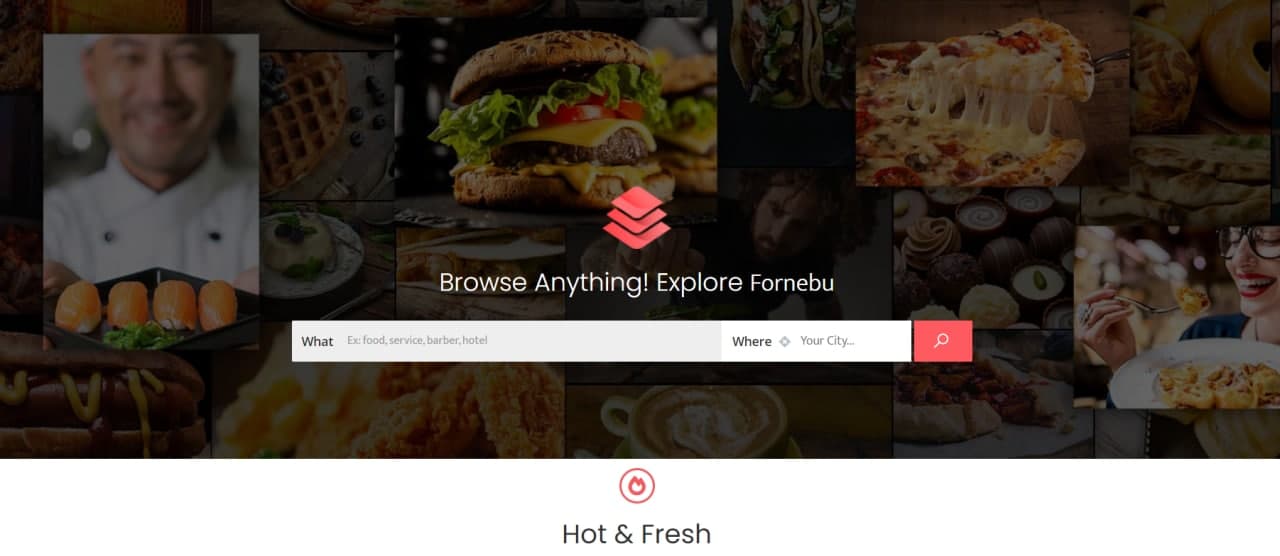 Browse Anything! Explore Fornebu
What Ex: food, service, barber, hotel Where Your City...
Hot & Fresh